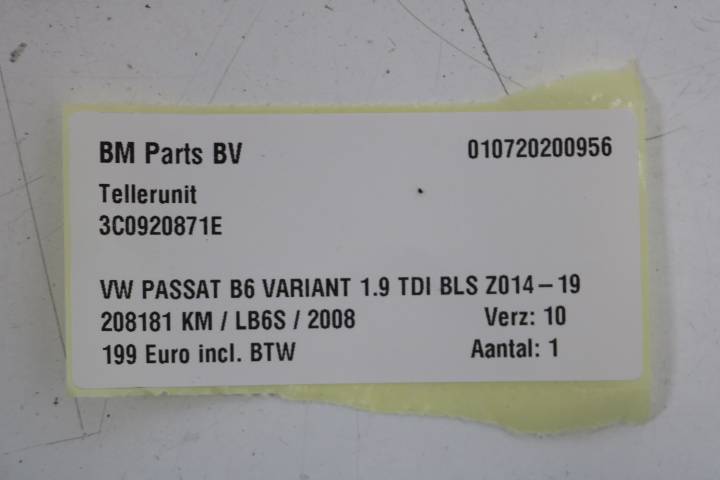 BM Parts BV 010720200956
Tellerunit
3C0920871E
VW PASSAT B6 VARIANT 1.9 TDI BLS Z014-19
208181 KM / LB6S / 2008 Verz: 10
199 Euro incl. BTW Aantal: 1